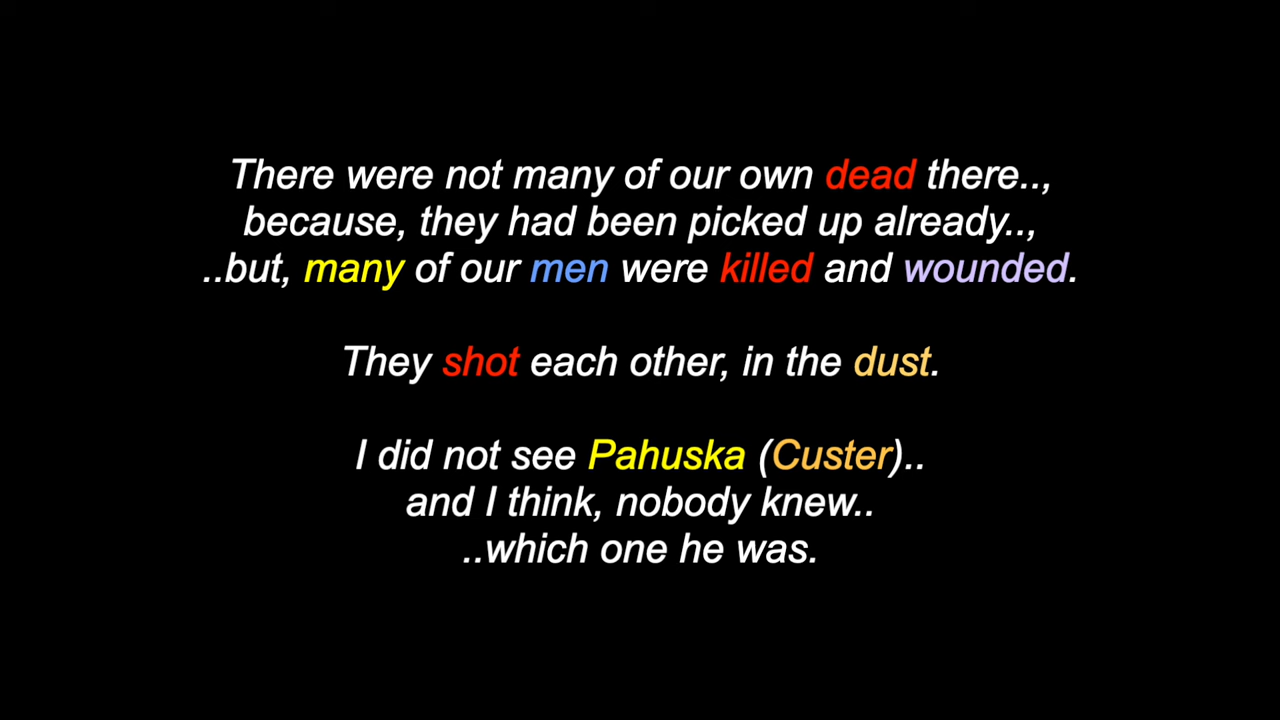 There were not many of our own dead there..,
because, they had been picked up already..,
..but, many of our men were killed and wounded.
They shot each other, in the dust.
I did not see Pahuska (Custer)..
and I think, nobody knew..
..which one he was.